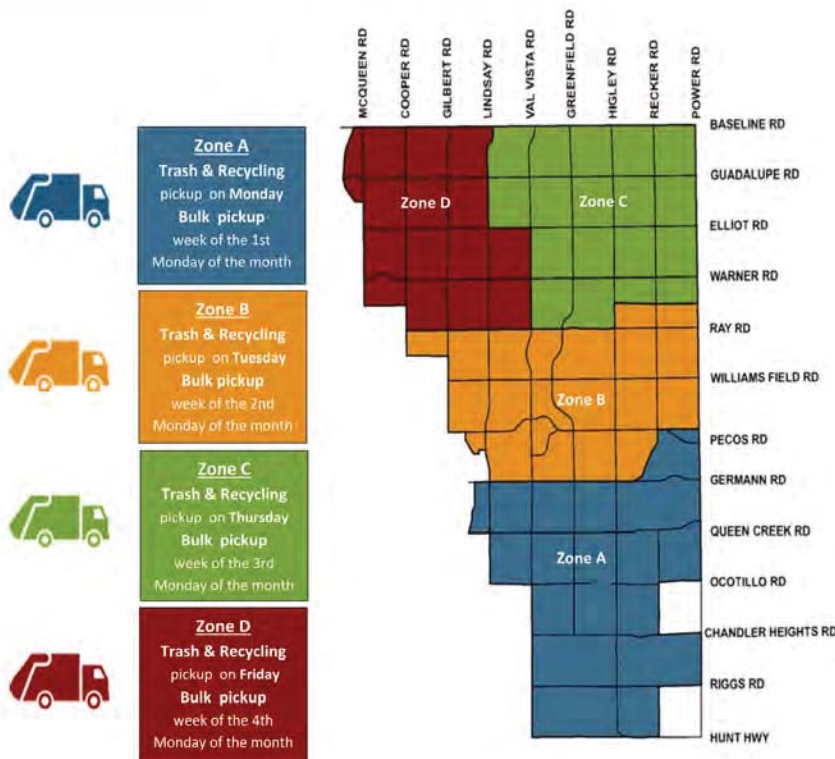 MCQUEEN RD
COOPER RD
GILBERT RD
LINDSAY RD
VAL VISTA RD
GREENFIELD RD
HIGLEY RD
RECKER RD
POWER RD
Zone A
Trash & Recycling
pickup on Monday
Bulk pickup
week of the 1st
Monday of the month
Zone B
Trash & Recycling
pickup on Tuesday
Bulk pickup
week of the 2nd
Monday of the month
Zone C
Trash & Recycling
pickup on Thursday
Bulk pickup
week of the 3rd
Monday of the month
Zone D
Trash & Recycling
pickup on Friday
Bulk pickup
week of the 4th
Monday of the month
Zone D
Zone C
Zone B
Zone A
BASELINE RD
GUADALUPE RD
ELLIOT RD
WARNER RD
RAY RD
WILLIAMS FIELD RD
PECOS RD
GERMANN RD
QUEEN CREEK RD
OCOTILLO RD
CHANDLER HEIGHTS RD
RIGGS RD
HUNT HWY